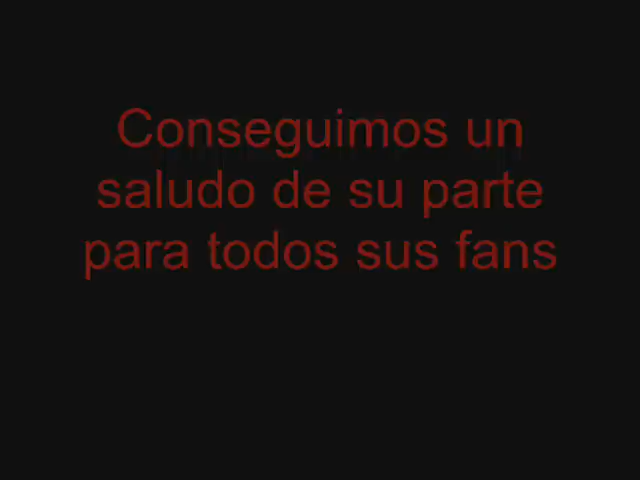 Conseguimos un
saludo de su parte
para todos sus fans